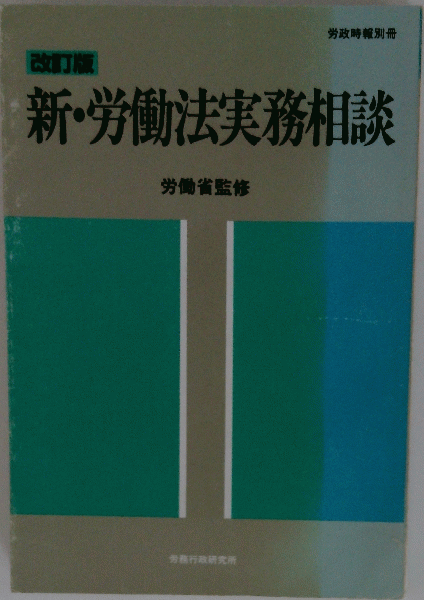 労政時報別冊
改訂版
新・労働法実務相談
労働省監修
労務行政研究所